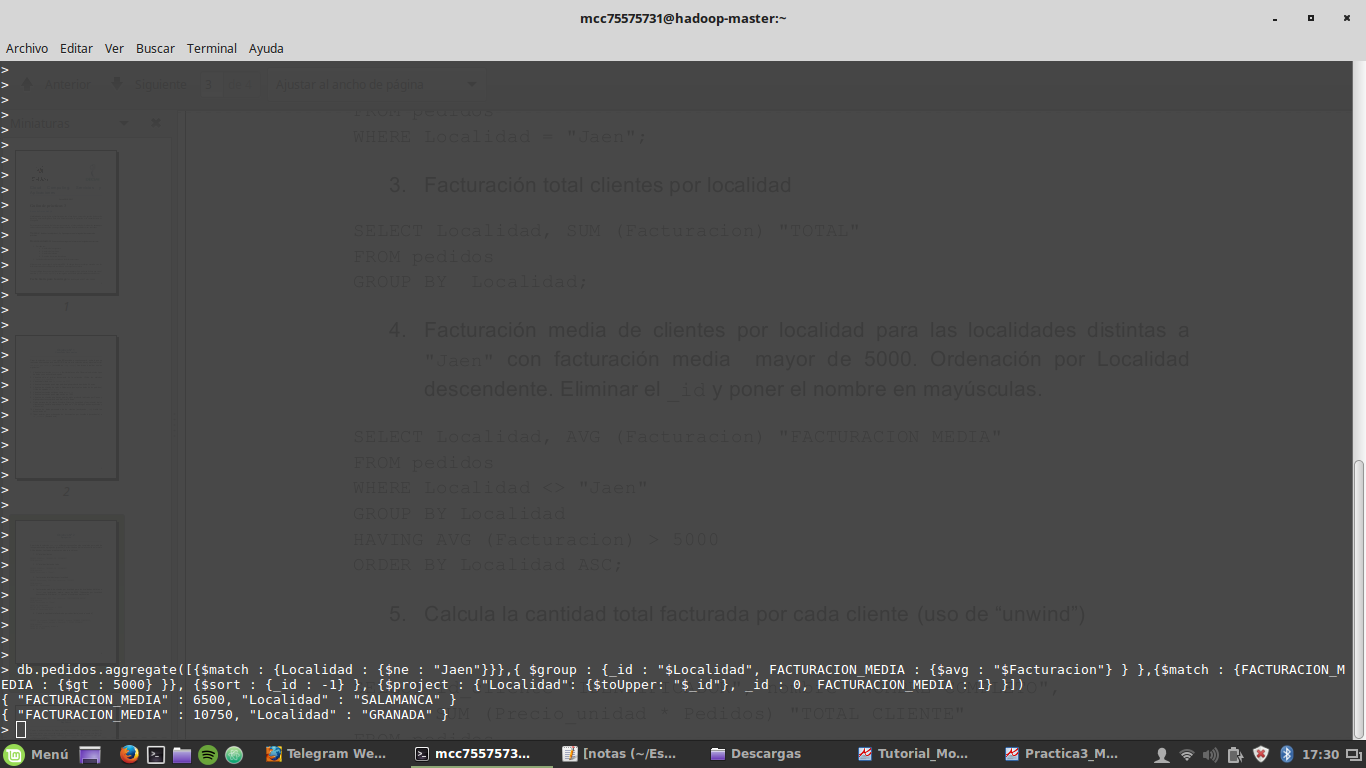 mcc75575731@hadoop-master:~
Archivo Editar Ver Buscar Terminal Ayuda
Anterior Siguiente 3 Ajustar al ancho de página
Miniaturas
FROM pedidos
WHERE Localidad = "Jaen";
3. Facturación total clientes por localidad
SELECT Localidad, SUM (Facturacion) "TOTAL"
FROM pedidos
GROUP BY Localidad;
4. Facturación media de clientes por localidad para las localidades distintas a
"Jaen" con facturación media mayor de 5000. Ordenación por Localidad
descendente. Eliminar el _id y poner el nombre en mayúsculas.
SELECT Localidad, AVG (Facturacion) "FACTURACION MEDIA"
FROM pedidos
WHERE Localidad <> "Jaen"
GROUP BY Localidad
HAVING AVG (Facturacion) > 5000
ORDER BY Localidad ASC;
5. Calcula la cantidad total facturada por cada cliente (uso de "unwind")
1
2
> db.pedidos.aggregate([{$match : {Localidad : {$ne : "Jaen"}}},{ $group : {_id : "$Localidad", FACTURACION_MEDIA : {$avg : "$Facturacion"} } },{$match : {FACTURACION_M
EDIA : {$gt : 5000} }}, {$sort : {_id : -1} }, {$project : {"Localidad": {$toUpper: "$_id"}, _id : 0, FACTURACION_MEDIA : 1} }])
{ "FACTURACION_MEDIA" : 6500, "Localidad" : "SALAMANCA" }
{ "FACTURACION_MEDIA" : 10750, "Localidad" : "GRANADA" }
SUM (Precio_unidad * Pedidos) "TOTAL CLIENTE"
FROM pedidos
>
Menú Telegram We... mcc7557573... [notas (~/Es... Descargas Tutorial_Mo... Practica3_M... 17:30